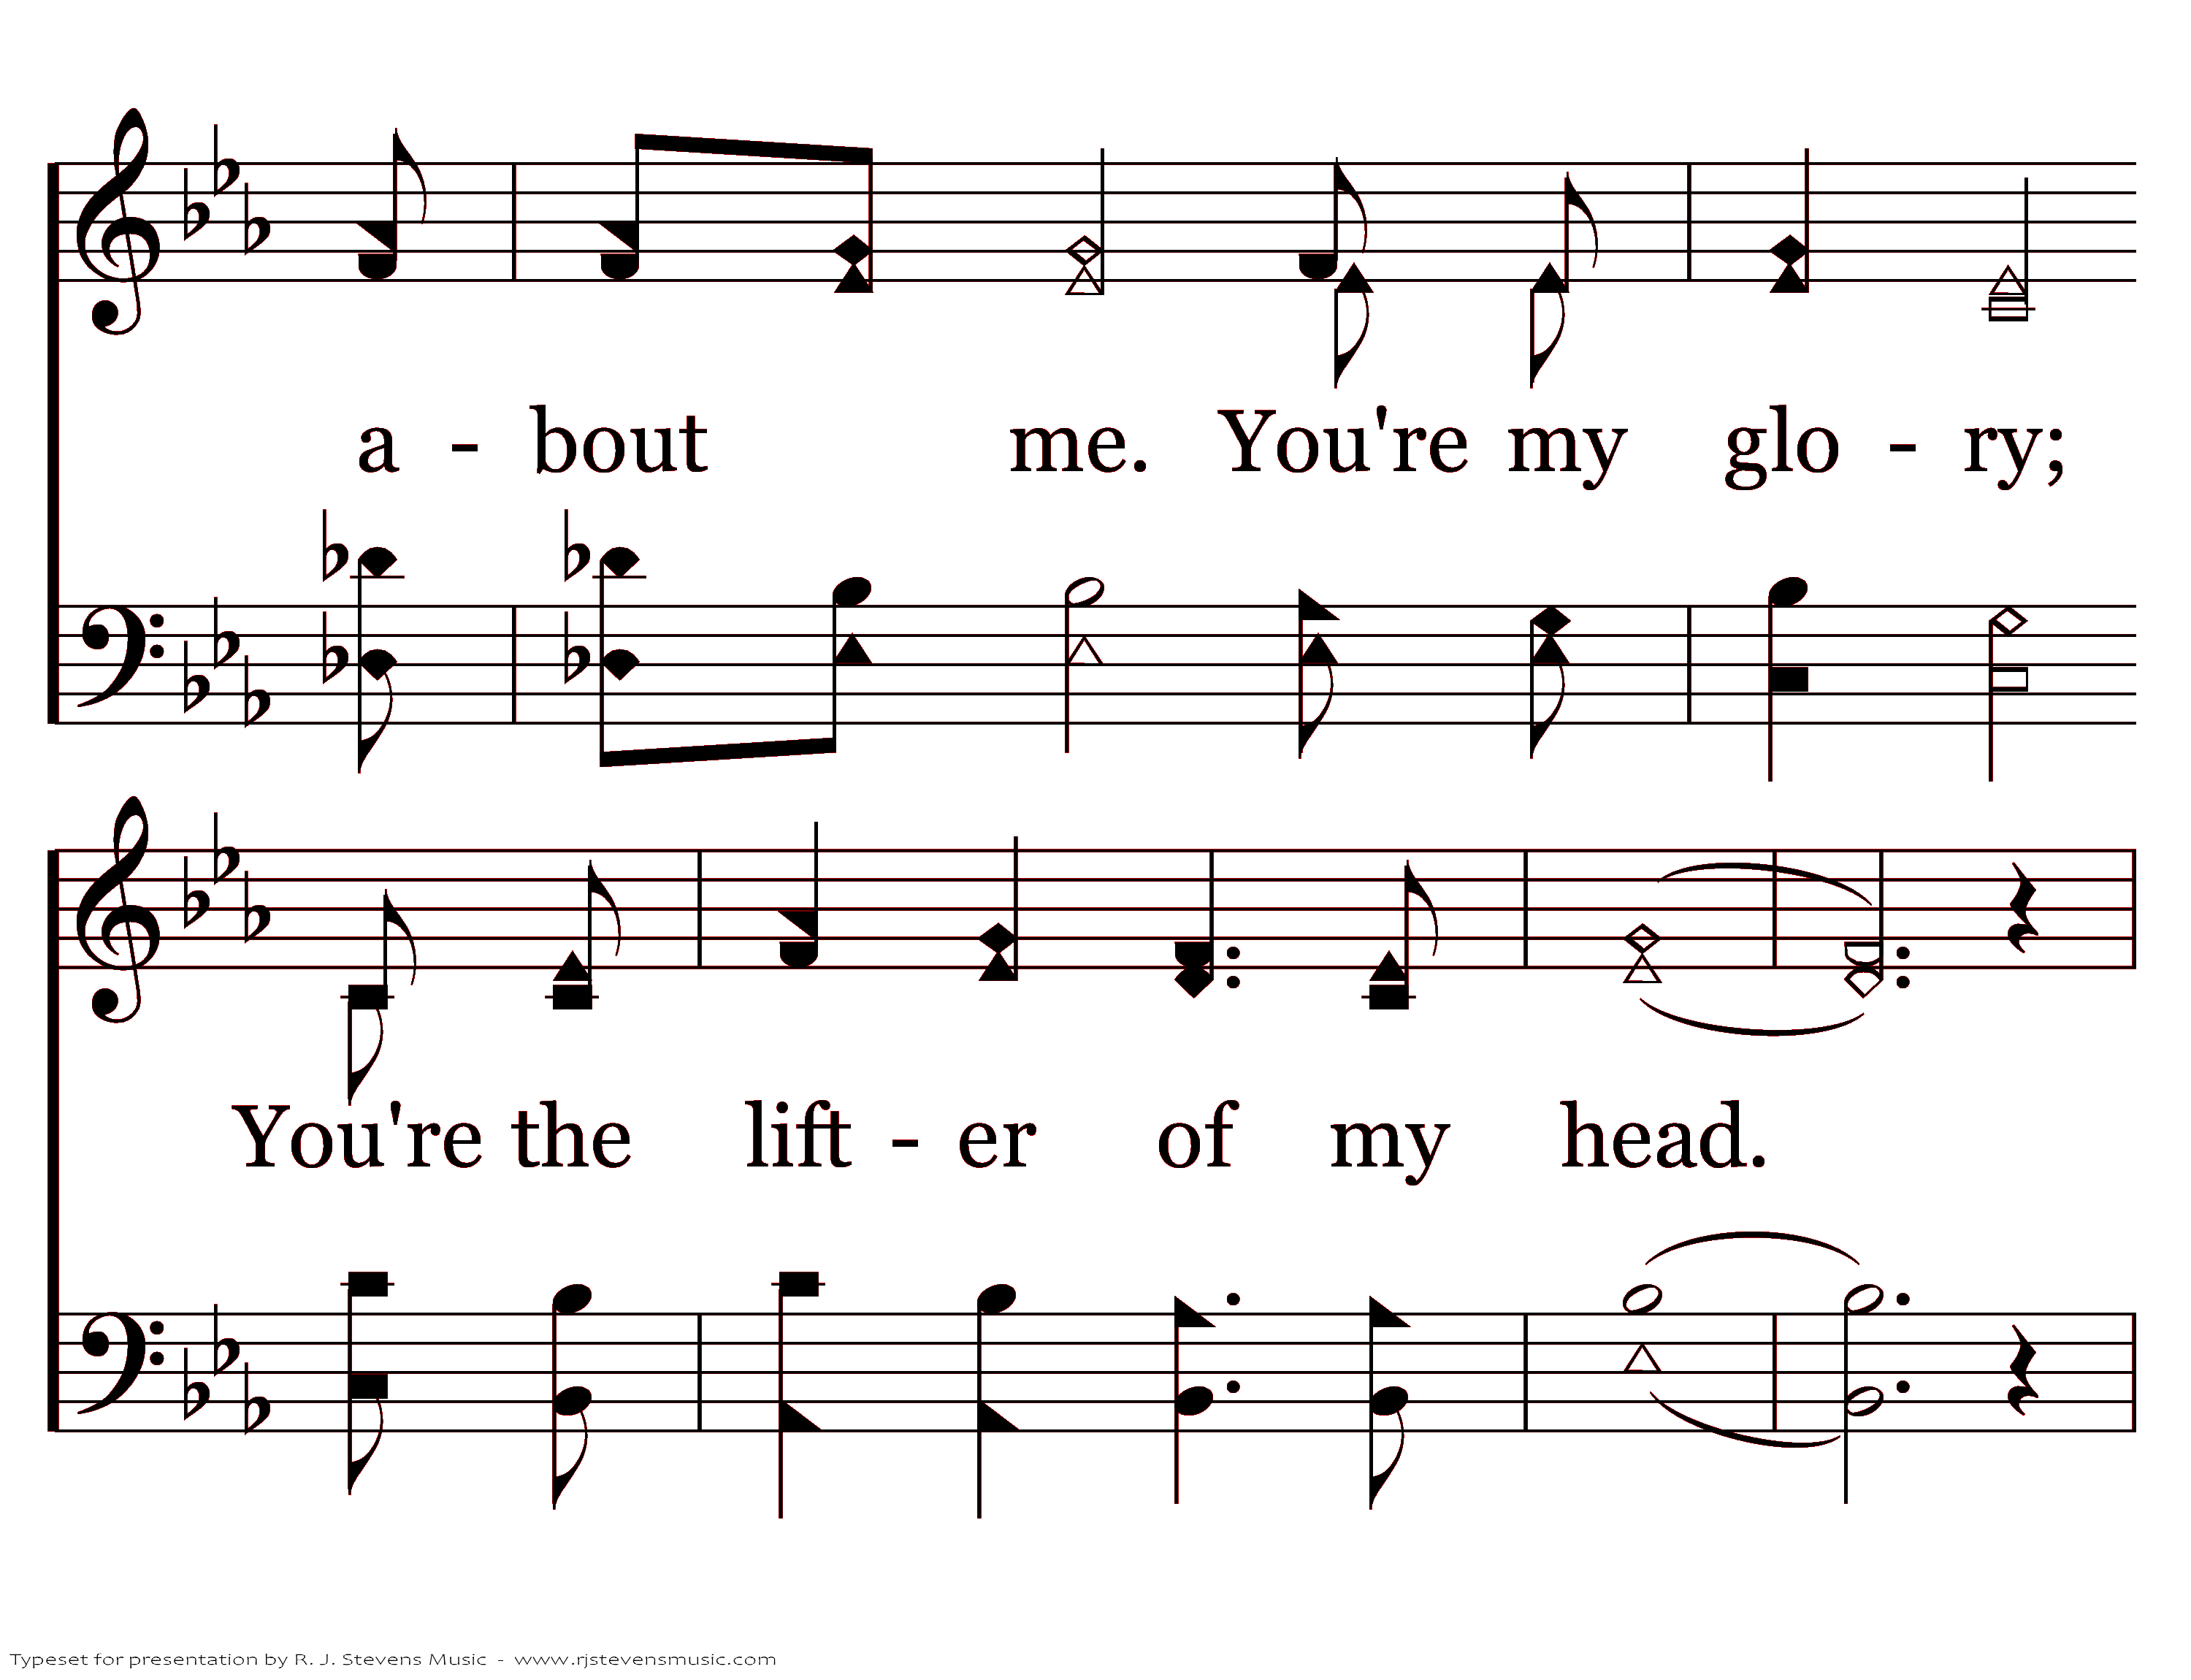 a - bout me. You're my glo - ry;
You're the lift - er of my head.
Typeset for presentation by R. J. Stevens Music - www.rjstevensmusic.com